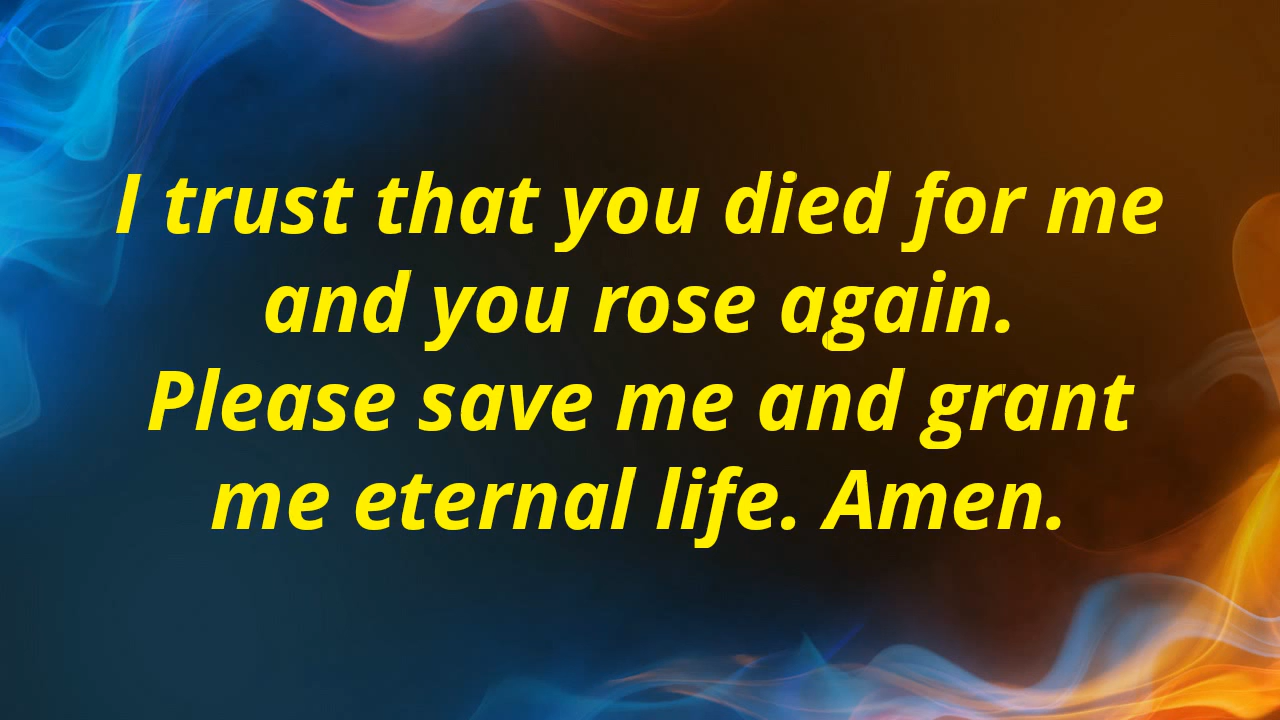 I trust that you died for me
and you rose again.
Please save me and grant
me eternal life. Amen.